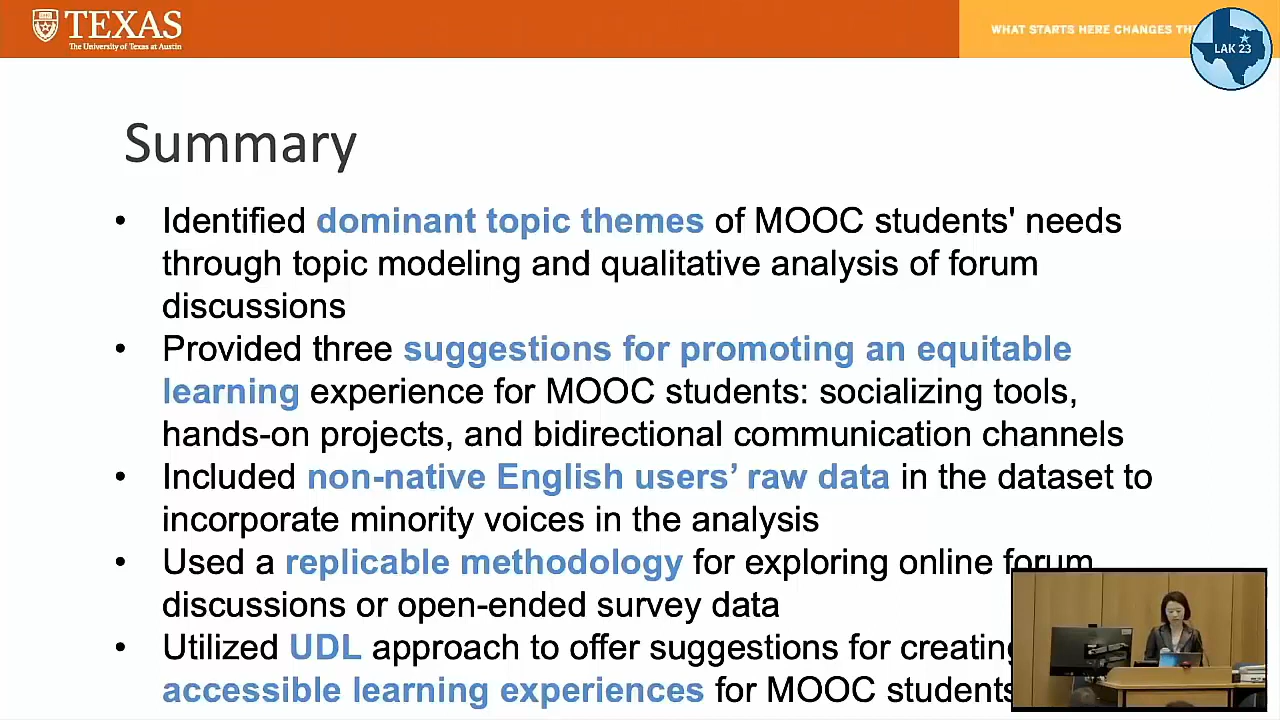 TEXAS
The University of Texas at Austin
WHAT STARTS HERE CHANGES TH
LAK 23
Summary
• Identified dominant topic themes of MOOC students' needs
through topic modeling and qualitative analysis of forum
discussions
• Provided three suggestions for promoting an equitable
learning experience for MOOC students: socializing tools,
hands-on projects, and bidirectional communication channels
• Included non-native English users’ raw data in the dataset to
incorporate minority voices in the analysis
• Used a replicable methodology for exploring online forum
discussions or open-ended survey data
• Utilized UDL approach to offer suggestions for creating
accessible learning experiences for MOOC students